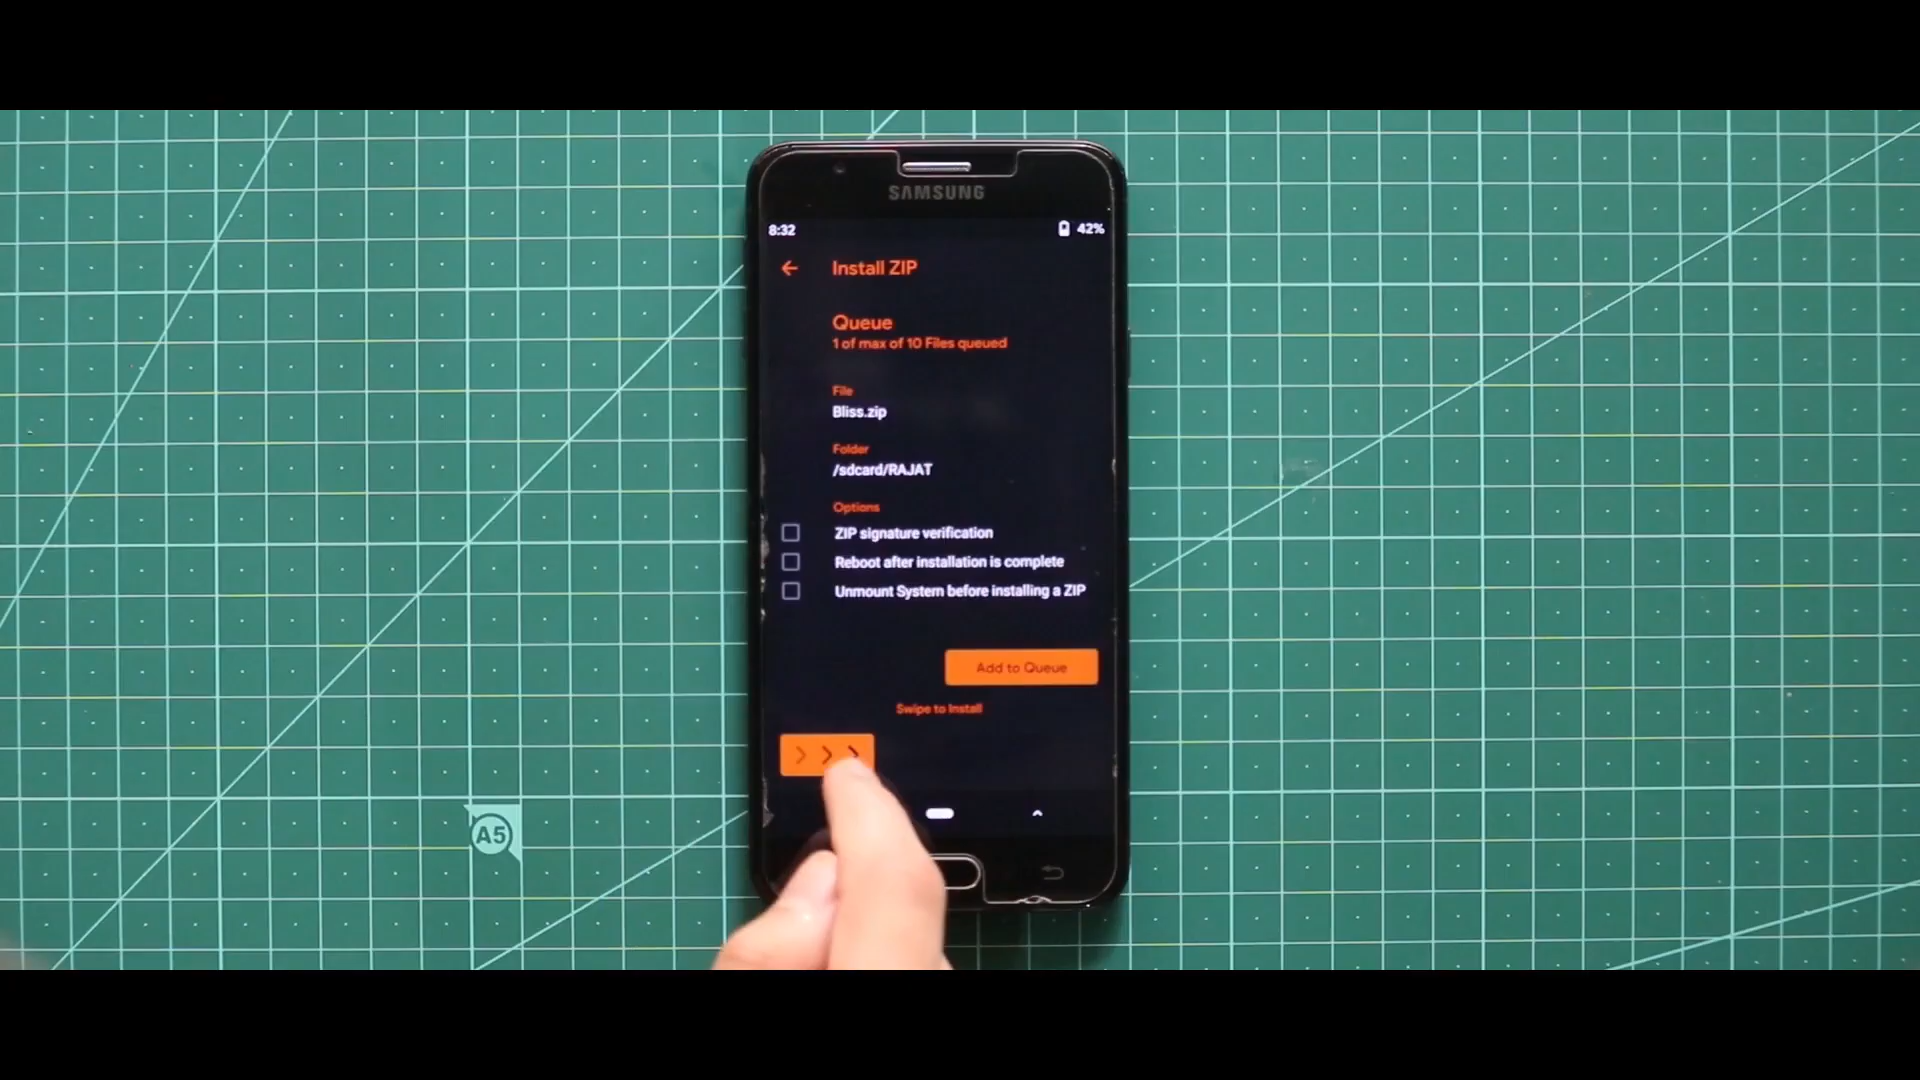 SAMSUNG
8:32
42%
Install ZIP
Queue
1 of max of 10 Files queued
File
Bliss.zip
Folder
/sdcard/RAJAT
Options
ZIP signature verification
Reboot after installation is complete
Unmount System before installing a ZIP
Add to Queue
Swipe to Install
A5